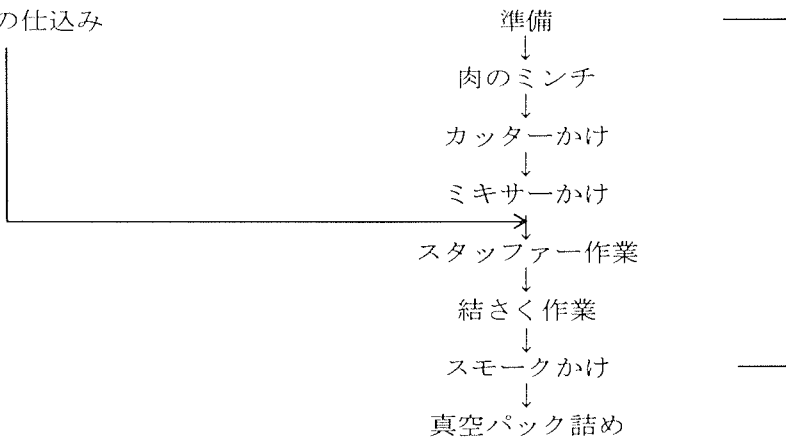 の仕込み
準備
肉のミンチ
カッターかけ
ミキサーかけ
スタッファー作業
結さく作業
スモークかけ
真空パック詰め